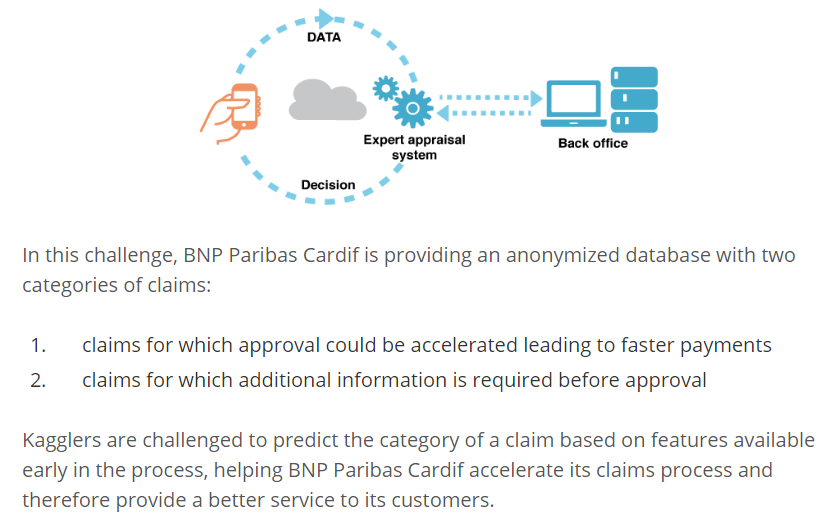 DATA
Expert appraisal
system
Back office
Decision
In this challenge, BNP Paribas Cardif is providing an anonymized database with two
categories of claims:
1. claims for which approval could be accelerated leading to faster payments
2. claims for which additional information is required before approval
Kagglers are challenged to predict the category of a claim based on features available
early in the process, helping BNP Paribas Cardif accelerate its claims process and
therefore provide a better service to its customers.